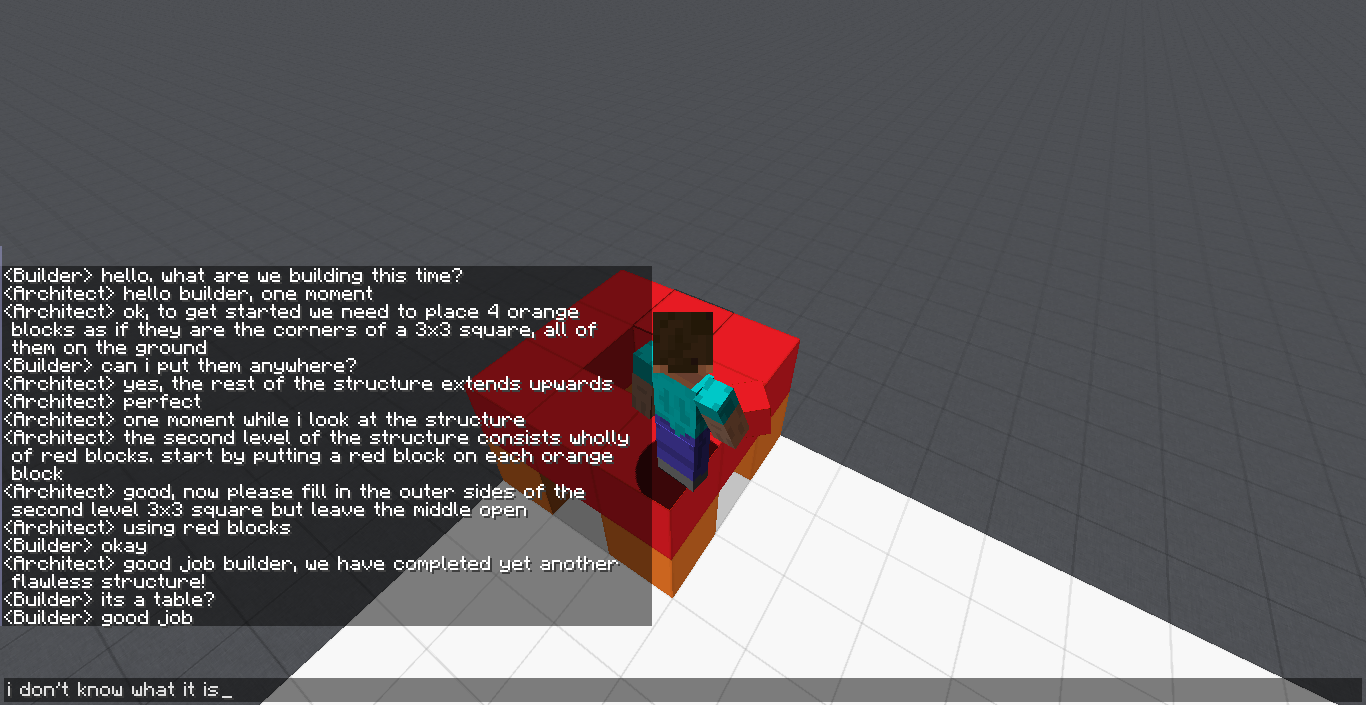 <Builder> hello. what are we building this time?
<Architect> hello builder, one moment
<Architect> ok, to get started we need to place 4 orange
blocks as if they are the corners of a 3x3 square, all of
them on the ground
<Builder> can i put them anywhere?
<Architect> yes, the rest of the structure extends upwards
<Architect> perfect
<Architect> one moment while i look at the structure
<Architect> the second level of the structure consists wholly
of red blocks. start by putting a red block on each orange
block
<Architect> good, now please fill in the outer sides of the
second level 3x3 square but leave the middle open
<Architect> using red blocks
<Builder> okay
<Architect> good job builder, we have completed yet another
flawless structure!
<Builder> its a table?
<Builder> good job
i don't know what it is_